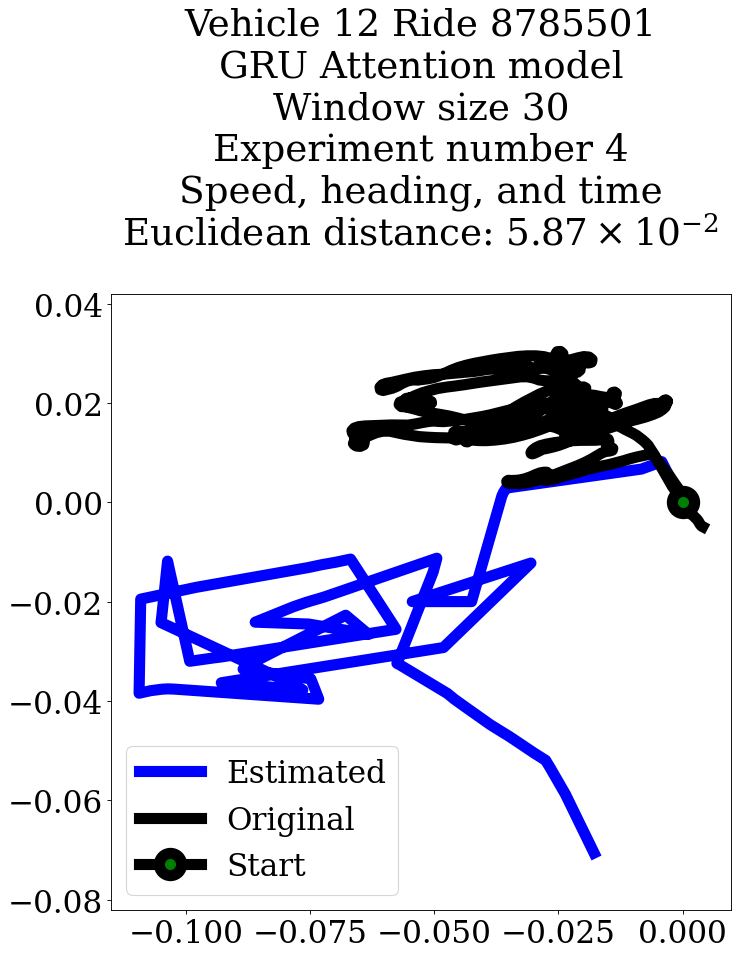 Vehicle 12 Ride 8785501
GRU Attention model
Window size 30
Experiment number 4
Speed, heading, and time
Euclidean distance: 5.87 × 10⁻²
0.04
0.02
0.00
−0.02
−0.04
−0.06
−0.08
Estimated
Original
Start
−0.100 −0.075 −0.050 −0.025 0.000